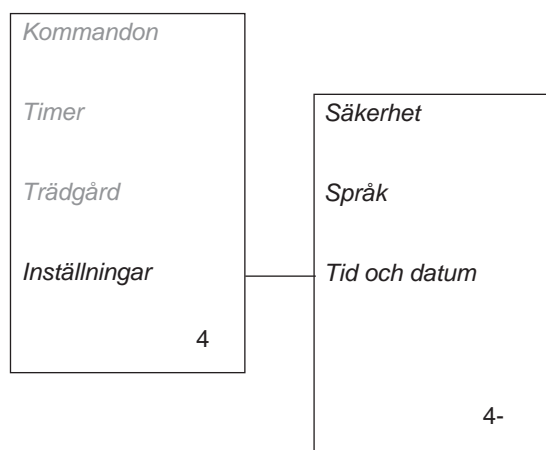 Kommandon
Timer
Trädgård
Inställningar
4
Säkerhet
Språk
Tid och datum
4-